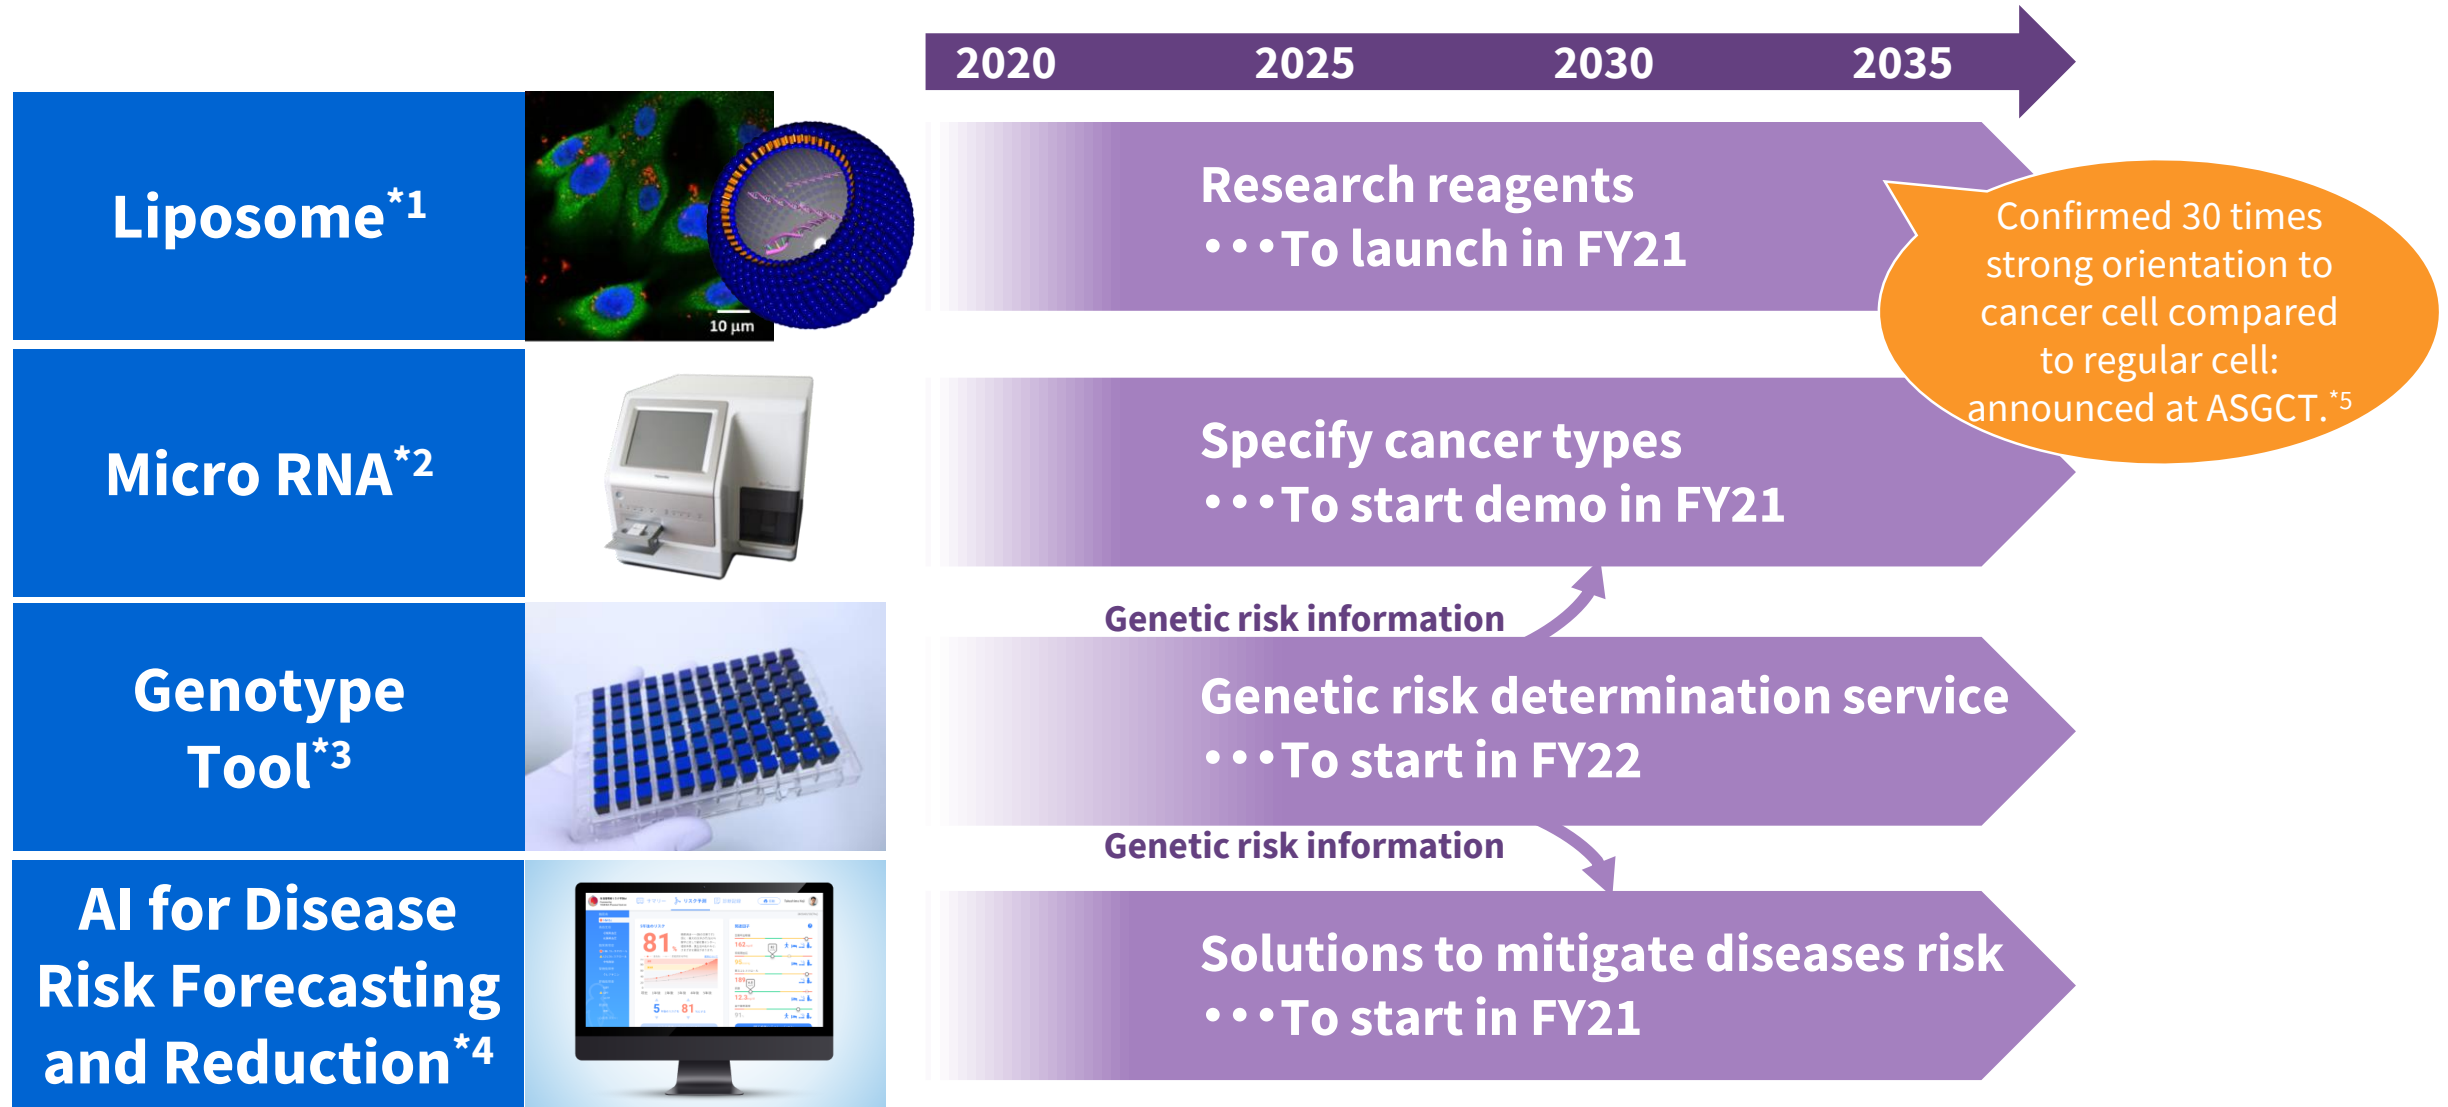 2020 2025 2030 2035
Liposome*1
10 μm
Research reagents
•••To launch in FY21
Confirmed 30 times
strong orientation to
cancer cell compared
to regular cell:
announced at ASGCT.*5
Micro RNA*2
Specify cancer types
•••To start demo in FY21
Genetic risk information
Genotype
Tool*3
Genetic risk determination service
•••To start in FY22
Genetic risk information
AI for Disease
Risk Forecasting
and Reduction*4
81
5
81
Solutions to mitigate diseases risk
•••To start in FY21